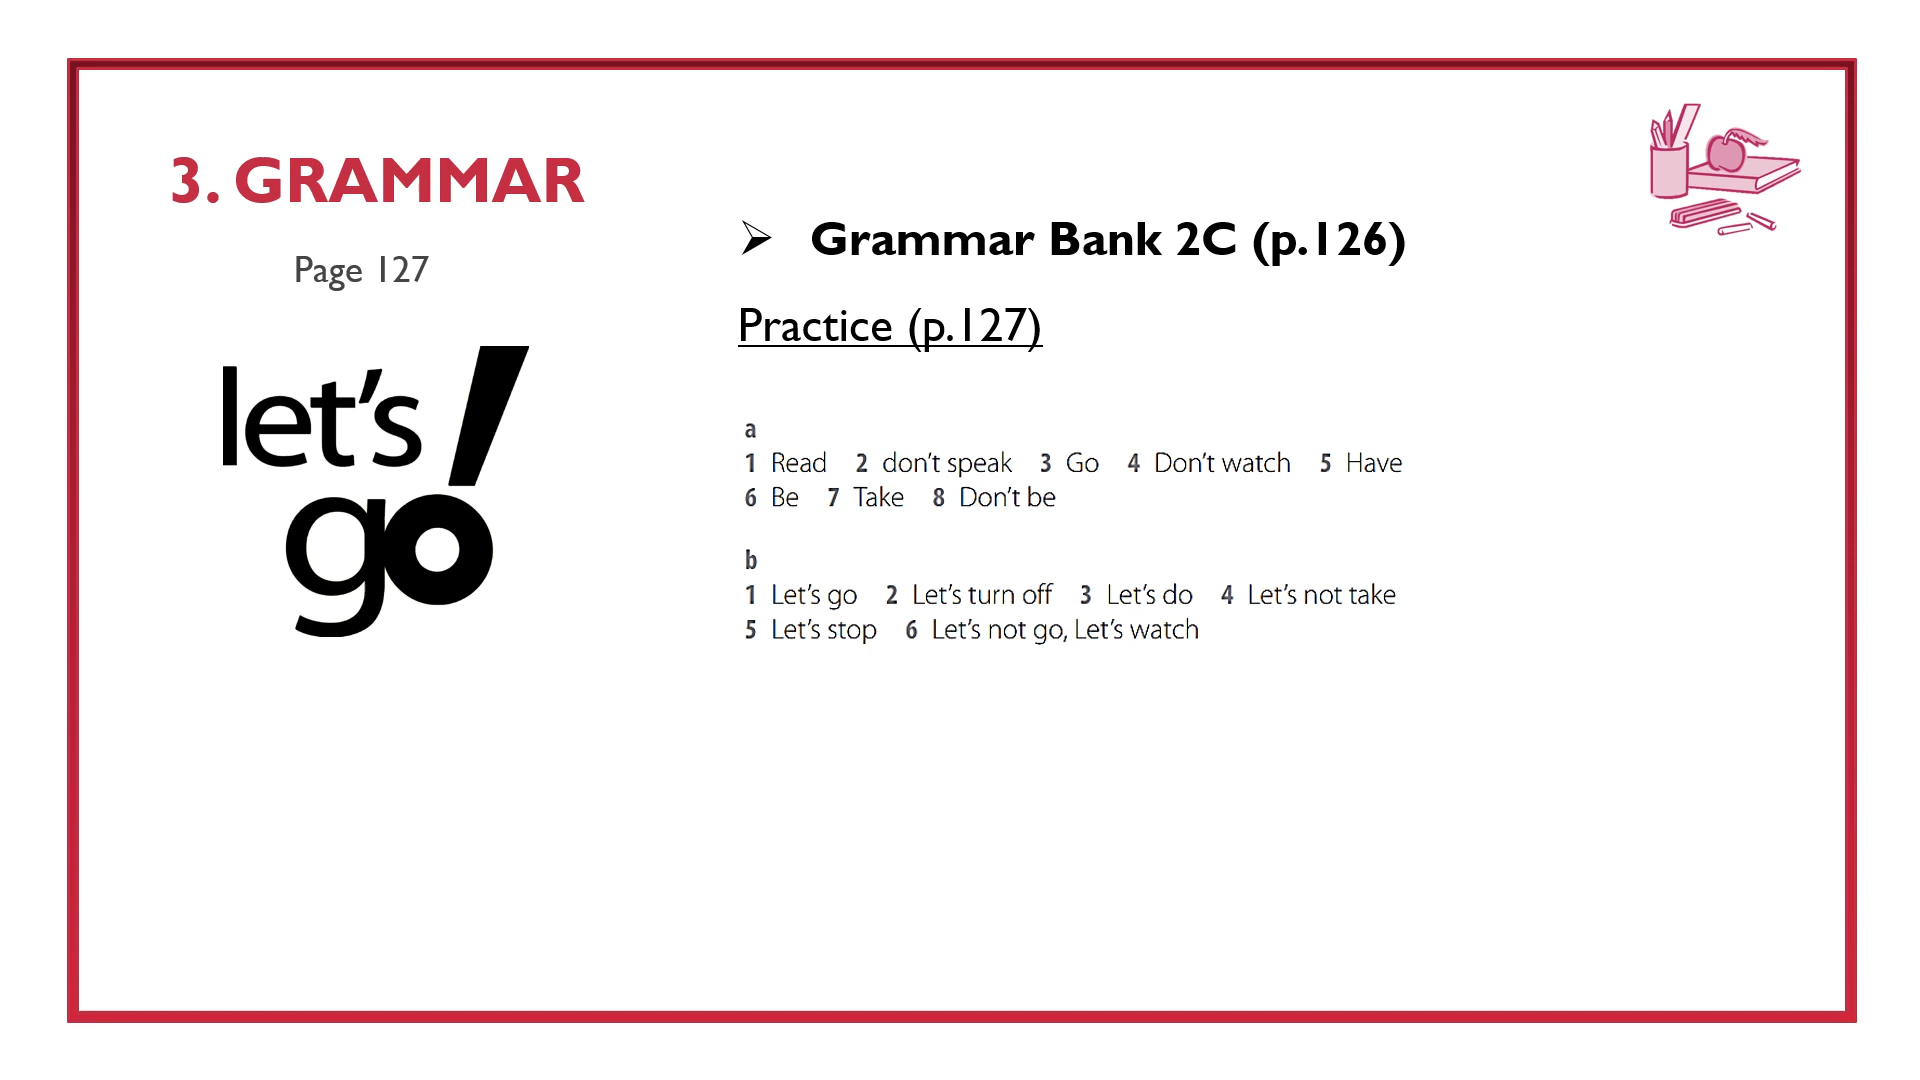 3. GRAMMAR
Page 127
let's
go!
➢ Grammar Bank 2C (p.126)
Practice (p.127)
a
1 Read 2 don't speak 3 Go 4 Don't watch 5 Have
6 Be 7 Take 8 Don't be
b
1 Let's go 2 Let's turn off 3 Let's do 4 Let's not take
5 Let's stop 6 Let's not go, Let's watch